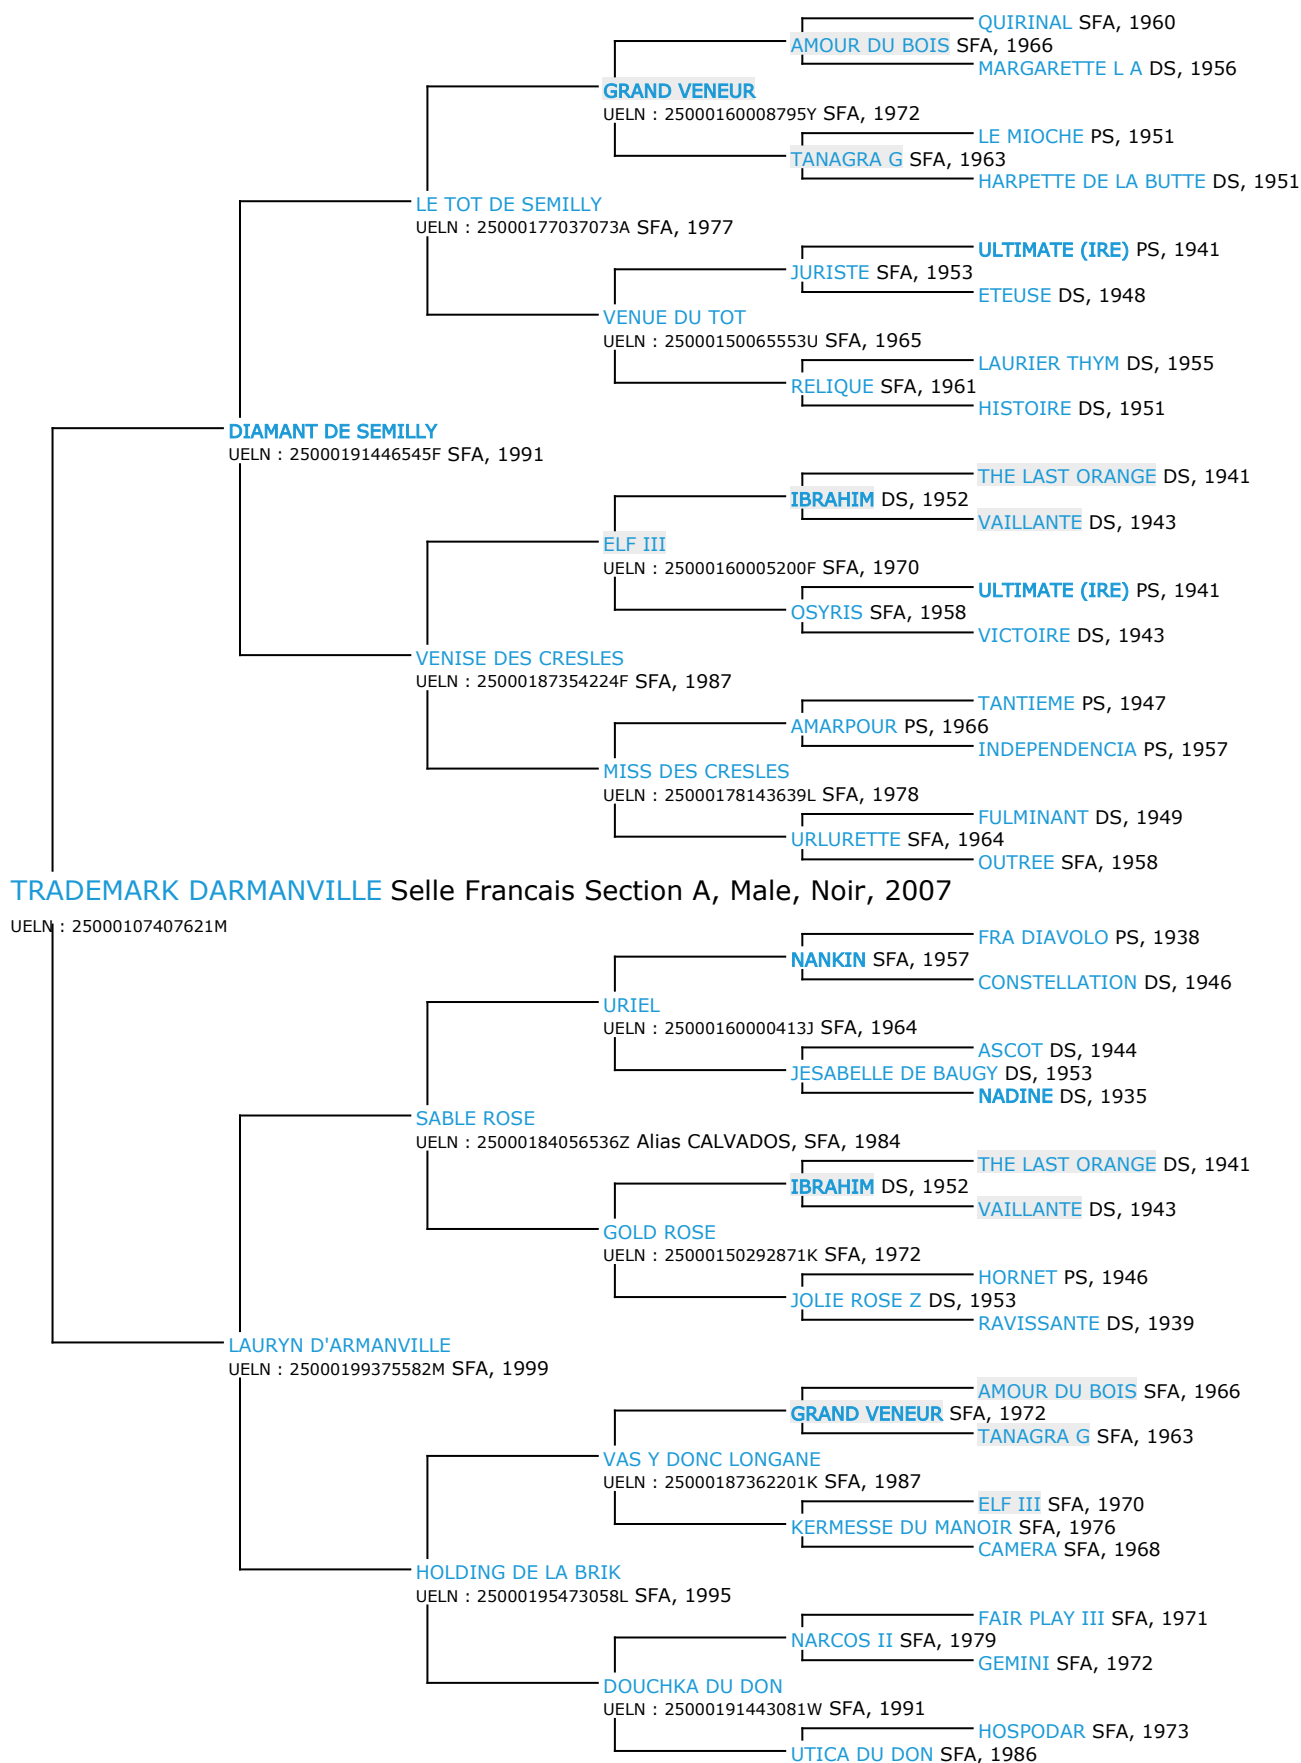 QUIRINAL SFA, 1960
AMOUR DU BOIS SFA, 1966
MARGARETTE L A DS, 1956
GRAND VENEUR
UELN : 25000160008795Y SFA, 1972
LE MIOCHE PS, 1951
TANAGRA G SFA, 1963
HARPETTE DE LA BUTTE DS, 1951
LE TOT DE SEMILLY
UELN : 25000177037073A SFA, 1977
ULTIMATE (IRE) PS, 1941
JURISTE SFA, 1953
ETEUSE DS, 1948
VENUE DU TOT
UELN : 25000150065553U SFA, 1965
LAURIER THYM DS, 1955
RELIQUE SFA, 1961
HISTOIRE DS, 1951
DIAMANT DE SEMILLY
UELN : 25000191446545F SFA, 1991
THE LAST ORANGE DS, 1941
IBRAHIM DS, 1952
VAILLANTE DS, 1943
ELF III
UELN : 25000160005200F SFA, 1970
ULTIMATE (IRE) PS, 1941
OSYRIS SFA, 1958
VICTOIRE DS, 1943
VENISE DES CRESLES
UELN : 25000187354224F SFA, 1987
TANTIEME PS, 1947
AMARPOUR PS, 1966
INDEPENDENCIA PS, 1957
MISS DES CRESLES
UELN : 25000178143639L SFA, 1978
FULMINANT DS, 1949
URLURETTE SFA, 1964
OUTREE SFA, 1958
TRADEMARK DARMANVILLE Selle Francais Section A, Male, Noir, 2007
UELN : 25000107407621M
FRA DIAVOLO PS, 1938
NANKIN SFA, 1957
CONSTELLATION DS, 1946
URIEL
UELN : 25000160000413J SFA, 1964
ASCOT DS, 1944
JESABELLE DE BAUGY DS, 1953
NADINE DS, 1935
SABLE ROSE
UELN : 25000184056536Z Alias CALVADOS, SFA, 1984
THE LAST ORANGE DS, 1941
IBRAHIM DS, 1952
VAILLANTE DS, 1943
GOLD ROSE
UELN : 25000150292871K SFA, 1972
HORNET PS, 1946
JOLIE ROSE Z DS, 1953
RAVISSANTE DS, 1939
LAURYN D'ARMANVILLE
UELN : 25000199375582M SFA, 1999
AMOUR DU BOIS SFA, 1966
GRAND VENEUR SFA, 1972
TANAGRA G SFA, 1963
VAS Y DONC LONGANE
UELN : 25000187362201K SFA, 1987
ELF III SFA, 1970
KERMESSE DU MANOIR SFA, 1976
CAMERA SFA, 1968
HOLDING DE LA BRIK
UELN : 25000195473058L SFA, 1995
FAIR PLAY III SFA, 1971
NARCOS II SFA, 1979
GEMINI SFA, 1972
DOUCHKA DU DON
UELN : 25000191443081W SFA, 1991
HOSPODAR SFA, 1973
UTICA DU DON SFA, 1986